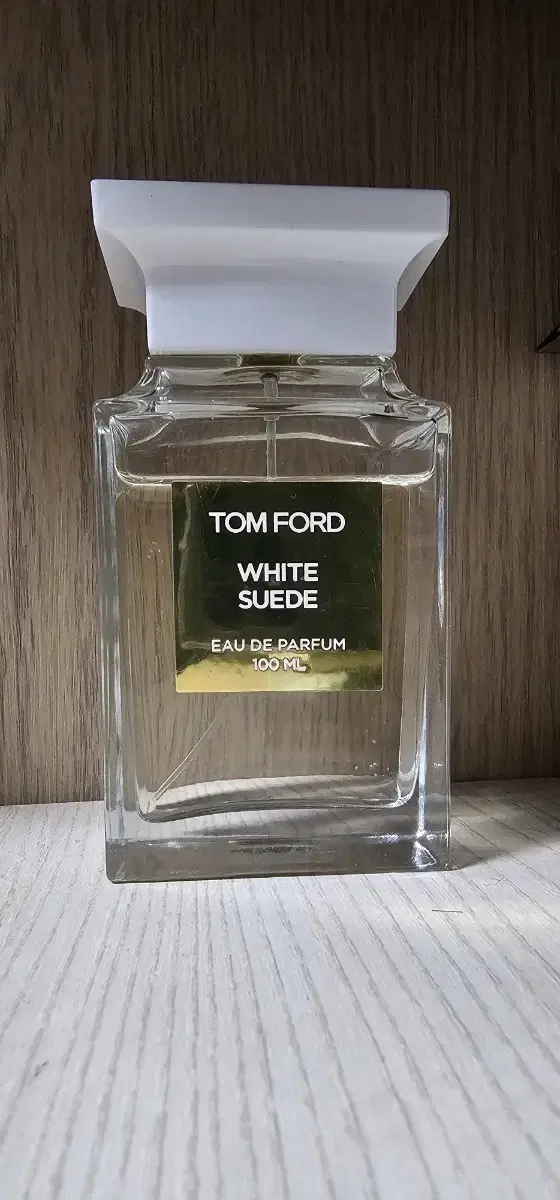 TOM FORD
WHITE
SUEDE
EAU DE PARFUM
100 ML